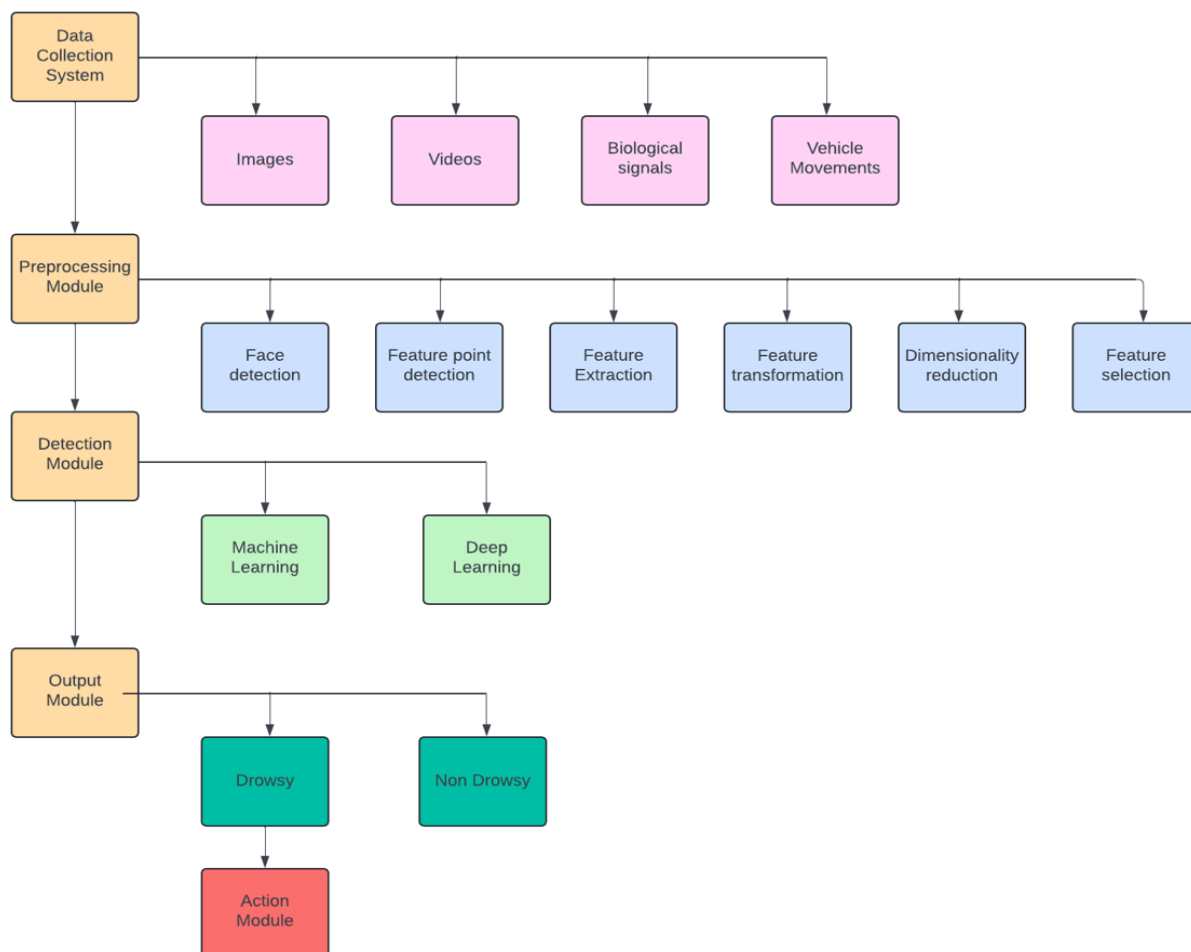 Data
Collection
System
Images
Videos
Biological
signals
Vehicle
Movements
Preprocessing
Module
Face
detection
Feature point
detection
Feature
Extraction
Feature
transformation
Dimensionality
reduction
Feature
selection
Detection
Module
Machine
Learning
Deep
Learning
Output
Module
Drowsy
Non Drowsy
Action
Module